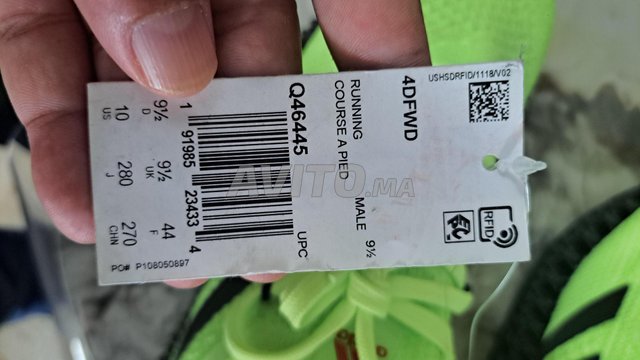 USHSDRFID/1118/V02
4DFWD
RUNNING
COURSE A PIED
MALE 9½
Q46445
UPC
1 91985 23433 4
9½ 9½ 44
D UK F
10 280 270
US J CHN
PO# P108050897
RFID
AVITO.MA